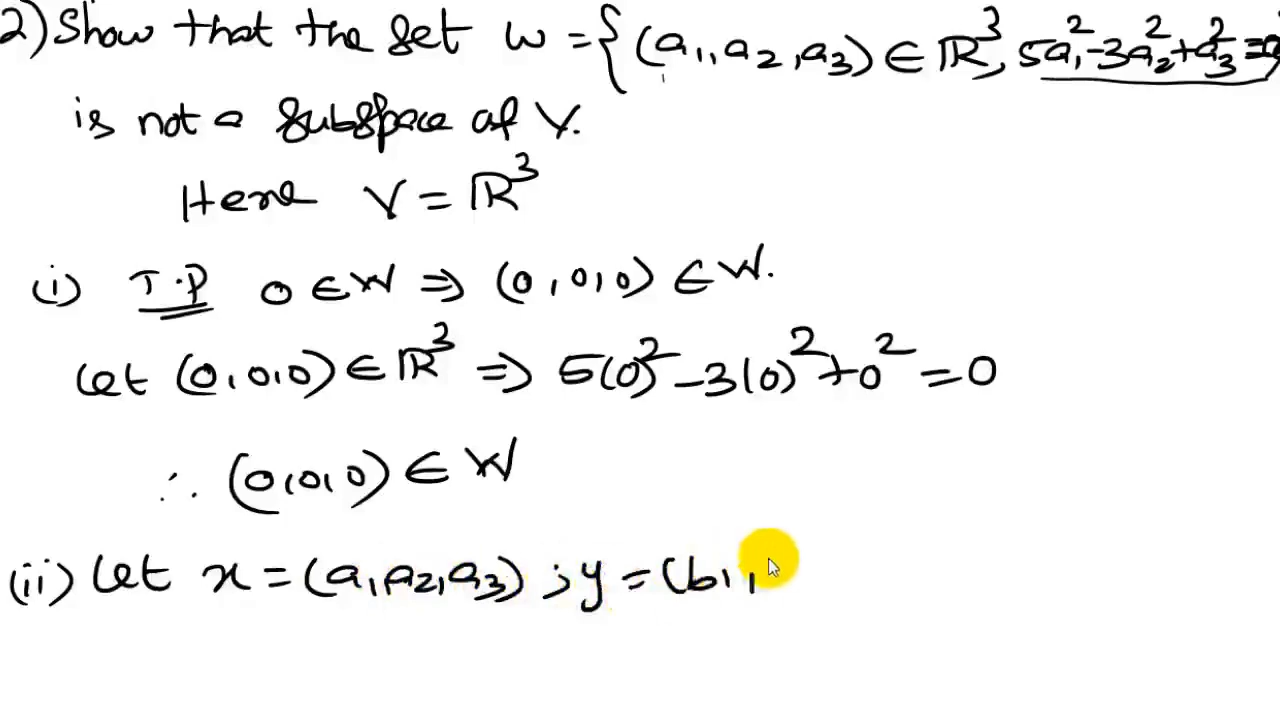 2) Show that the set W = { (a₁, a₂, a₃) ∈ ℝ³, 5a₁² - 3a₂² + a₃² =
is not a subspace of V.
Here V = ℝ³
(i) T.P 0 ∈ W ⇒ (0, 0, 0) ∈ W.
Let (0, 0, 0) ∈ ℝ³ ⇒ 5(0)² - 3(0)² + 0² = 0
∴ (0, 0, 0) ∈ W
(ii) Let x = (a₁, a₂, a₃) ; y = (b₁,